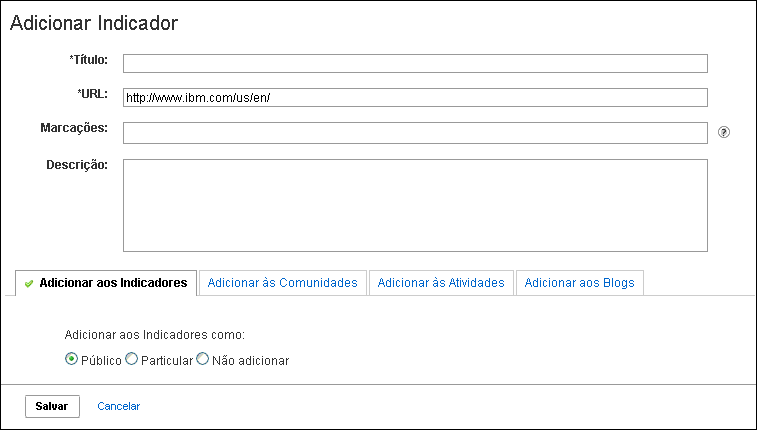 Adicionar Indicador
*Título:
*URL: http://www.ibm.com/us/en/
Marcações: ?
Descrição:
Adicionar aos Indicadores Adicionar às Comunidades Adicionar às Atividades Adicionar aos Blogs
Adicionar aos Indicadores como:
Público Particular Não adicionar
Salvar Cancelar